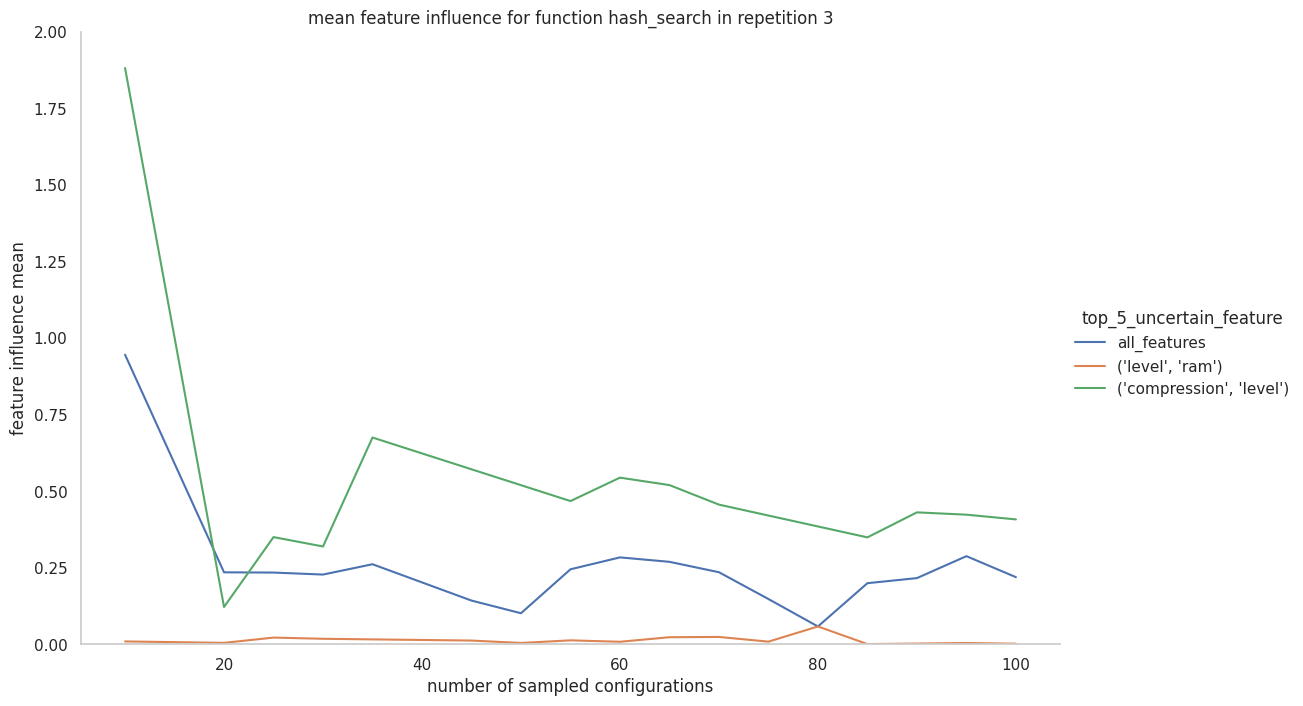 mean feature influence for function hash_search in repetition 3
2.00
1.75
1.50
1.25
1.00
0.75
0.50
0.25
0.00
feature influence mean
20 40 60 80 100
number of sampled configurations
top_5_uncertain_feature
all_features
('level', 'ram')
('compression', 'level')